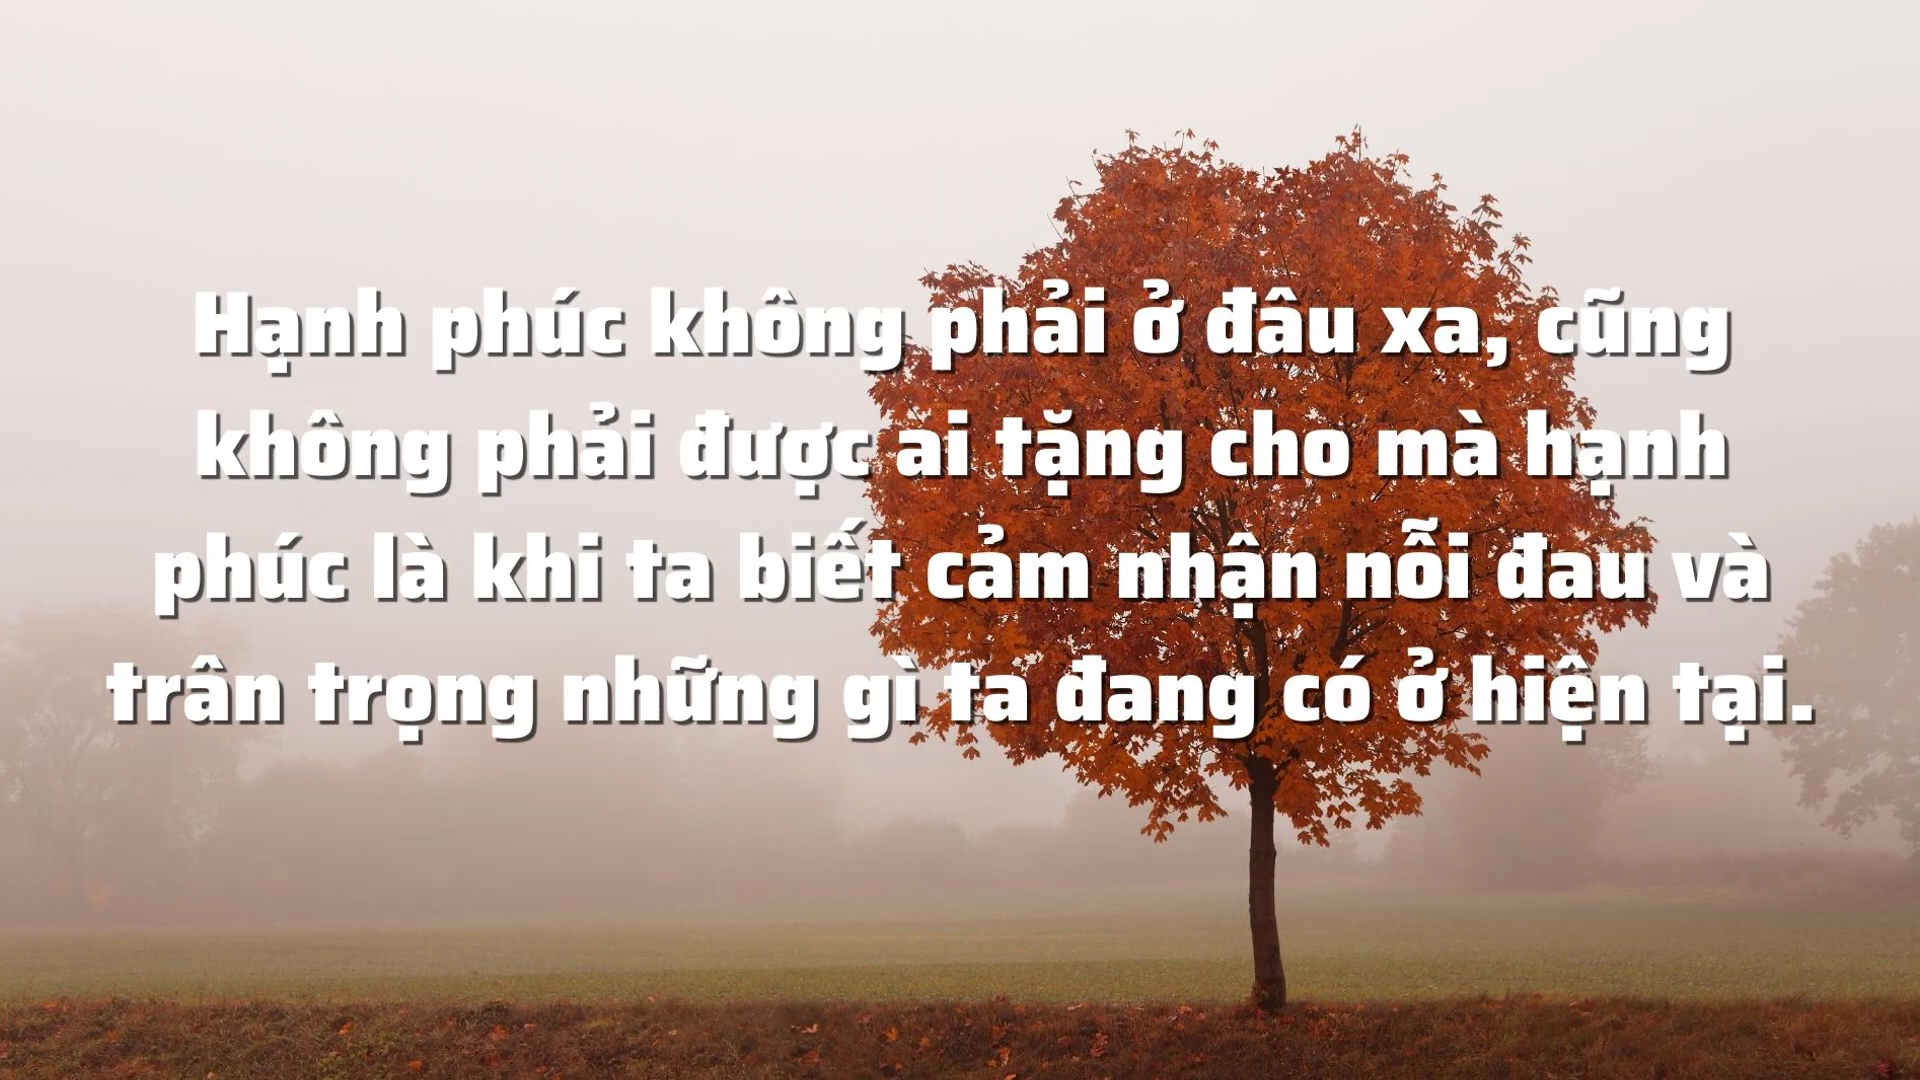 Hạnh phúc không phải ở đâu xa, cũng
không phải được ai tặng cho mà hạnh
phúc là khi ta biết cảm nhận nỗi đau và
trân trọng những gì ta đang có ở hiện tại.